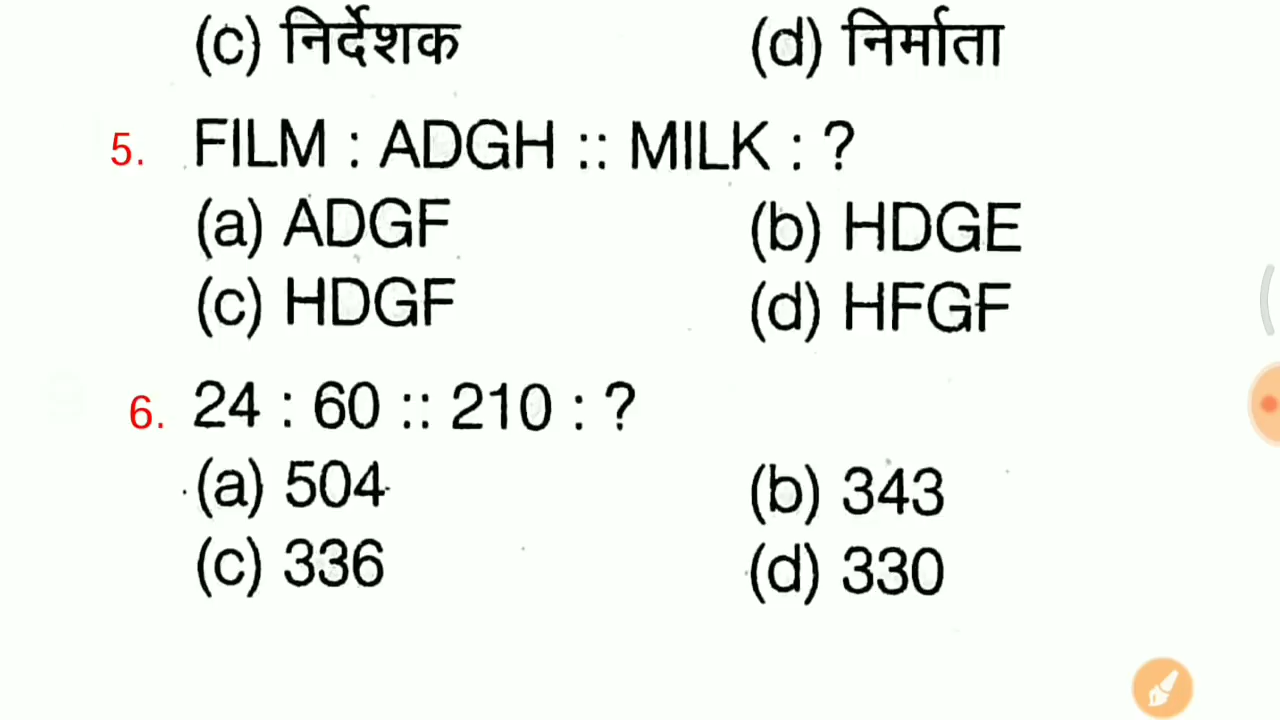 (c) निर्देशक (d) निर्माता
5. FILM : ADGH :: MILK : ?
(a) ADGF (b) HDGE
(c) HDGF (d) HFGF
6. 24 : 60 :: 210 : ?
(a) 504 (b) 343
(c) 336 (d) 330